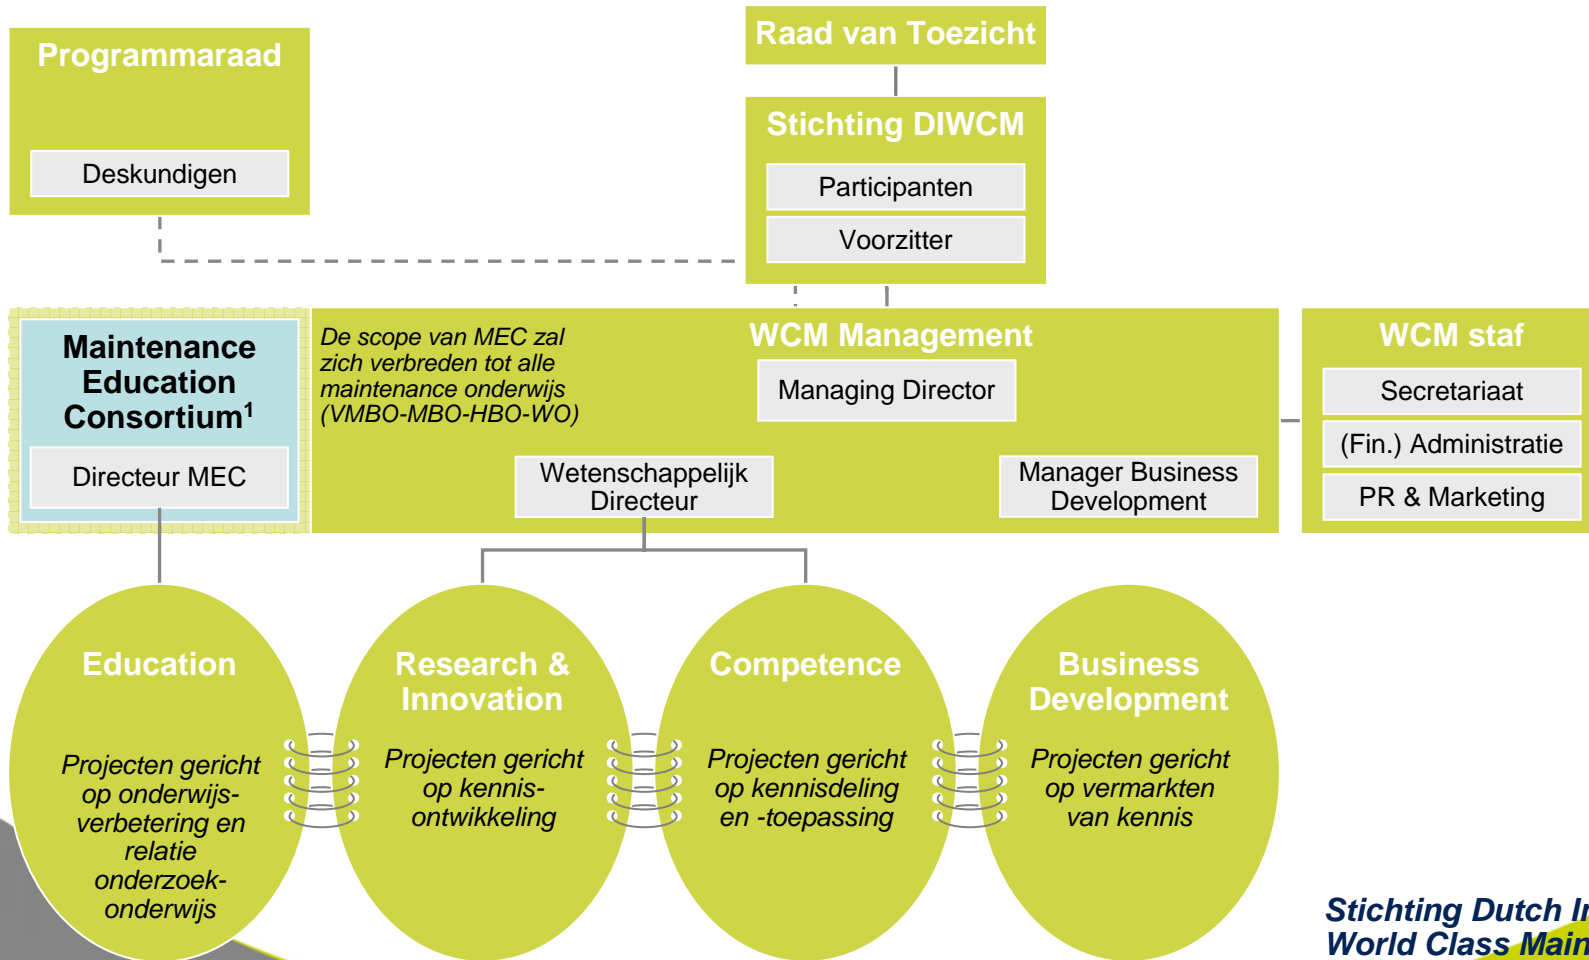 Programmaraad
Deskundigen
Raad van Toezicht
Stichting DIWCM
Participanten
Voorzitter
Maintenance
Education
Consortium¹
Directeur MEC
De scope van MEC zal
zich verbreden tot alle
maintenance onderwijs
(VMBO-MBO-HBO-WO)
WCM Management
Managing Director
Wetenschappelijk
Directeur
Manager Business
Development
WCM staf
Secretariaat
(Fin.) Administratie
PR & Marketing
Education
Projecten gericht
op onderwijs-
verbetering en
relatie
onderzoek-
onderwijs
Research &
Innovation
Projecten gericht
op kennis-
ontwikkeling
Competence
Projecten gericht
op kennisdeling
en -toepassing
Business
Development
Projecten gericht
op vermarkten
van kennis
Stichting Dutch
World Class